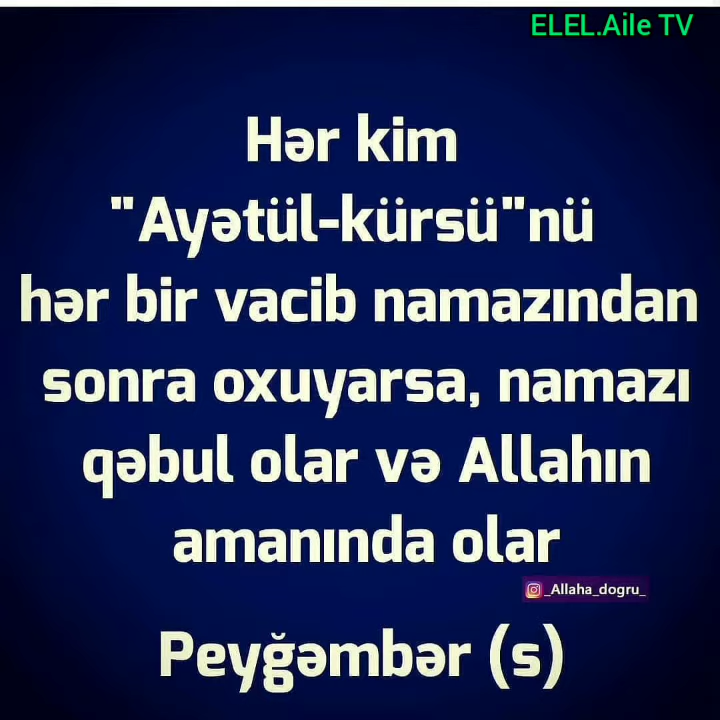 ELEL.Aile TV
Hər kim
"Ayətül-kürsü"nü
hər bir vacib namazından
sonra oxuyarsa, namazı
qəbul olar və Allahın
amanında olar
_Allaha_dogru_
Peyğəmbər (s)